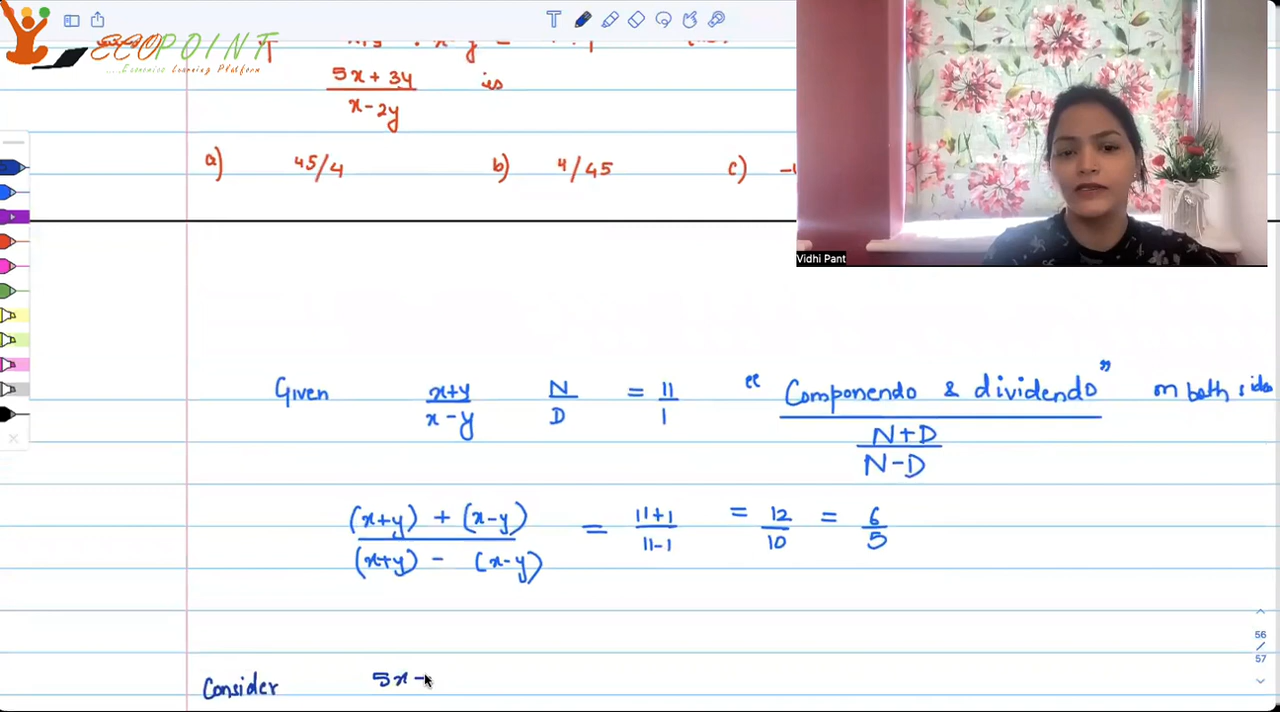 ECOPOINT
....Economics Learning Platform
5x + 3y / x - 2y is
a) 45/4 b) 4/45 c)
Vidhi Pant
Given x+y / x-y N / D = 11 / 1 " Componendo & dividendo " on both sides
N+D / N-D
(x+y) + (x-y) / (x+y) - (x-y) = 11+1 / 11-1 = 12 / 10 = 6 / 5
56 / 57
Consider 5x -